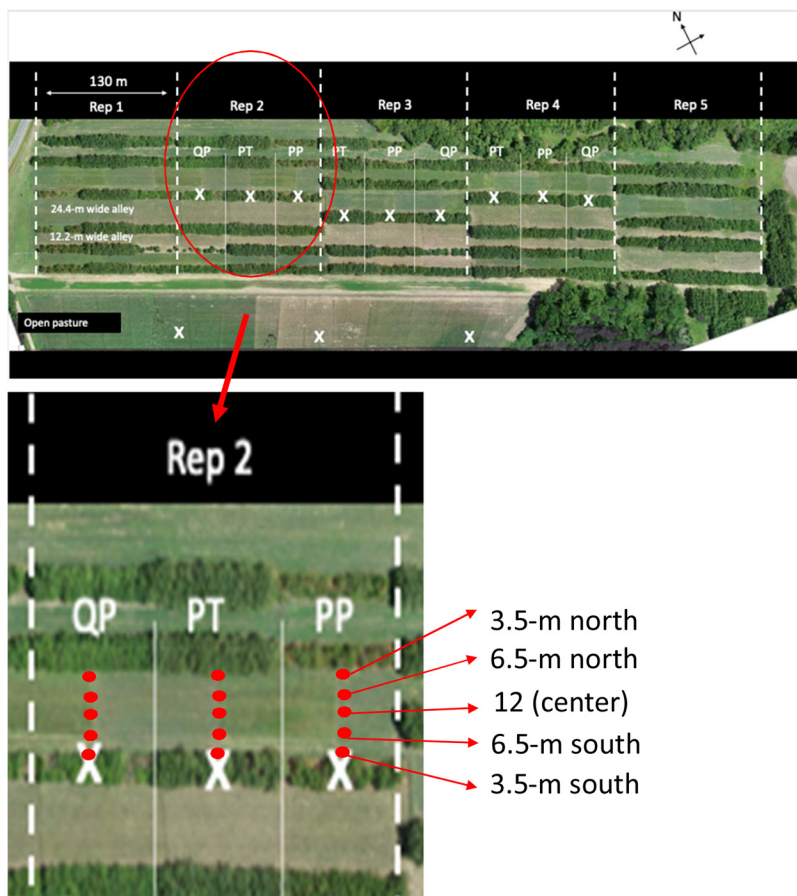 N
130 m
Rep 1
Rep 2
Rep 3
Rep 4
Rep 5
QP
PT
PP
PT
PP
QP
PT
PP
QP
X
X
X
X
X
X
X
X
X
24.4-m wide alley
12.2-m wide alley
Open pasture
X
X
X
Rep 2
QP
PT
PP
3.5-m north
6.5-m north
12 (center)
6.5-m south
3.5-m south
X
X
X